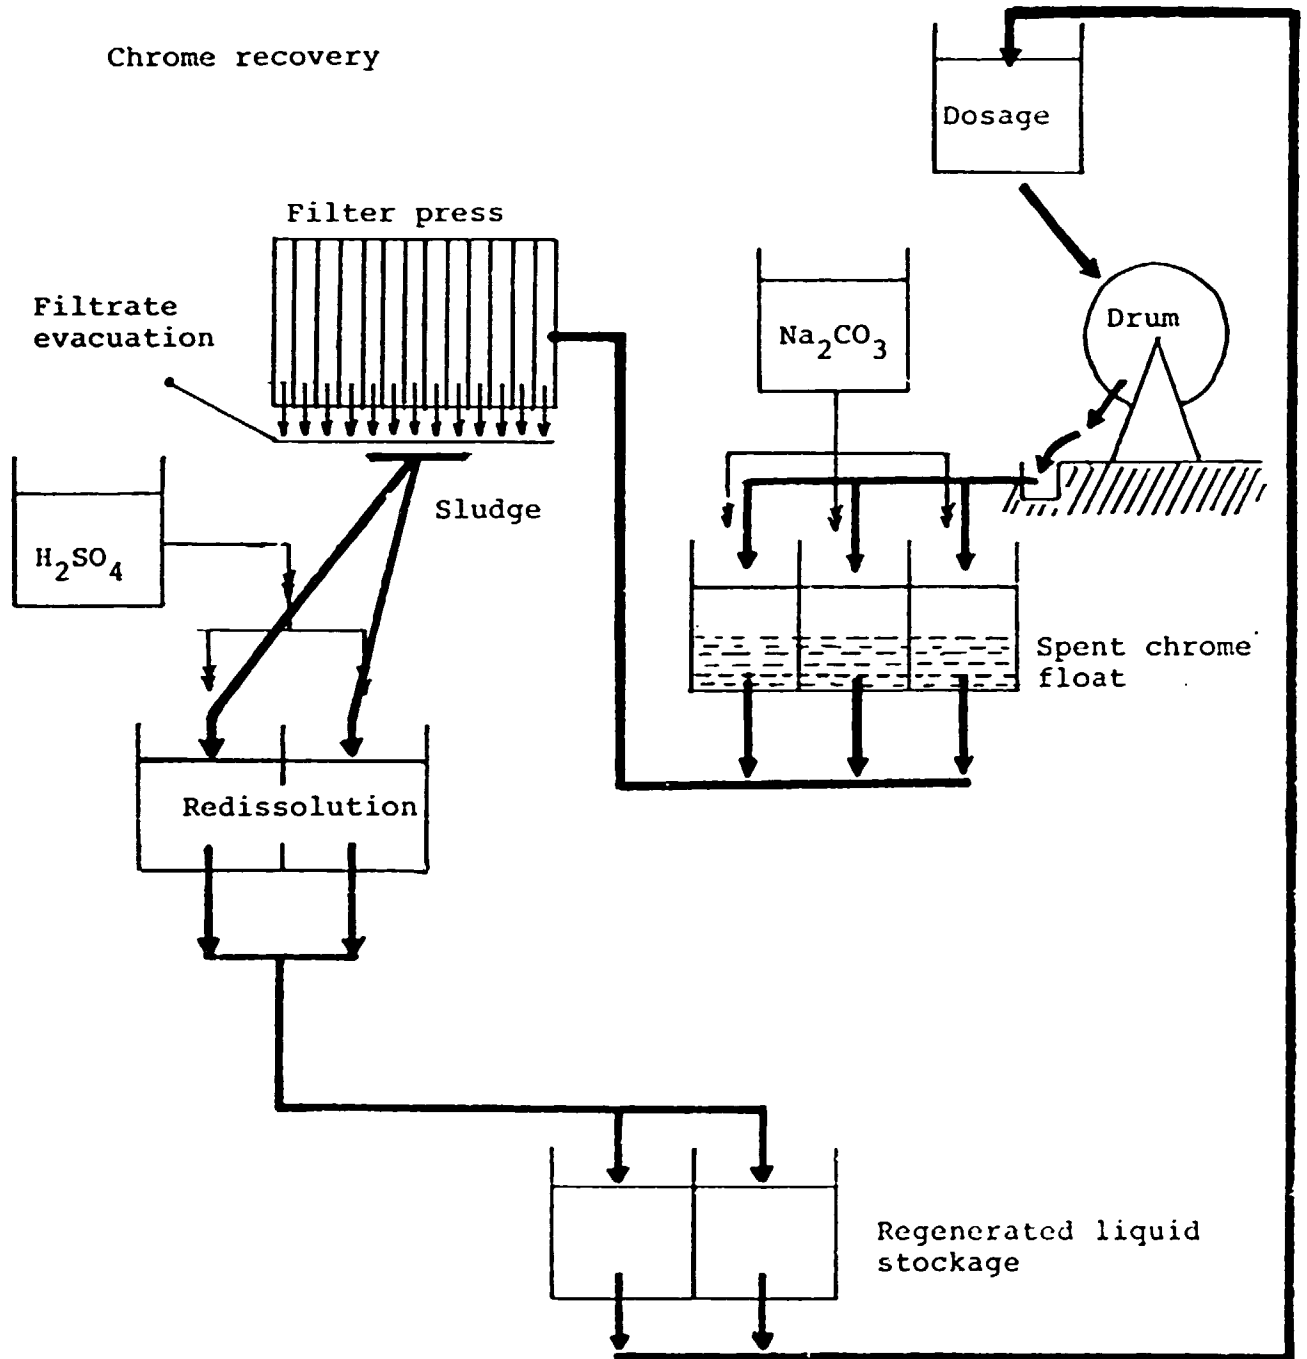 Chrome recovery
Dosage
Filter press
Filtrate
evacuation
Na2CO3
Drum
H2SO4
Sludge
Spent chrome
float
Redissolution
Regenerated liquid
stockage